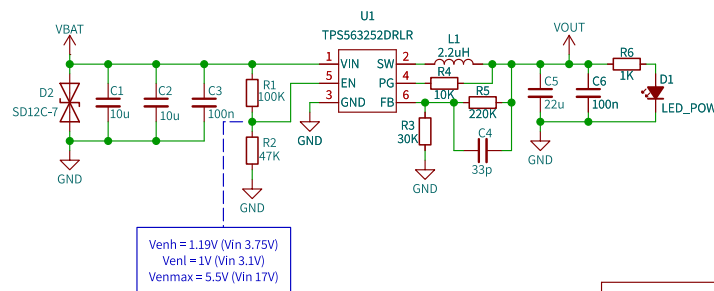 U1
VBAT
TPS563252DRLR
L1
VOUT
2.2uH
R6
1
VIN
SW
2
R4
1K
D2
C1
C2
C3
R1
5
EN
PG
4
10K
R5
C5
C6
D1
SD12C-7
10u
10u
100n
100K
3
GND
FB
6
220K
22u
100n
LED_POW
R3
30K
C4
33p
R2
47K
GND
GND
GND
GND
GND
Venh = 1.19V (Vin 3.75V)
Venl = 1V (Vin 3.1V)
Venmax = 5.5V (Vin 17V)